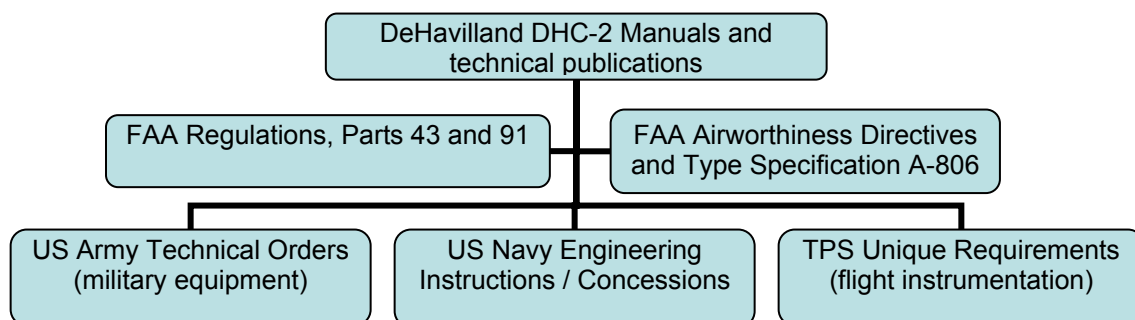 DeHavilland DHC-2 Manuals and
technical publications
FAA Regulations, Parts 43 and 91
FAA Airworthiness Directives
and Type Specification A-806
US Army Technical Orders
(military equipment)
US Navy Engineering
Instructions / Concessions
TPS Unique Requirements
(flight instrumentation)